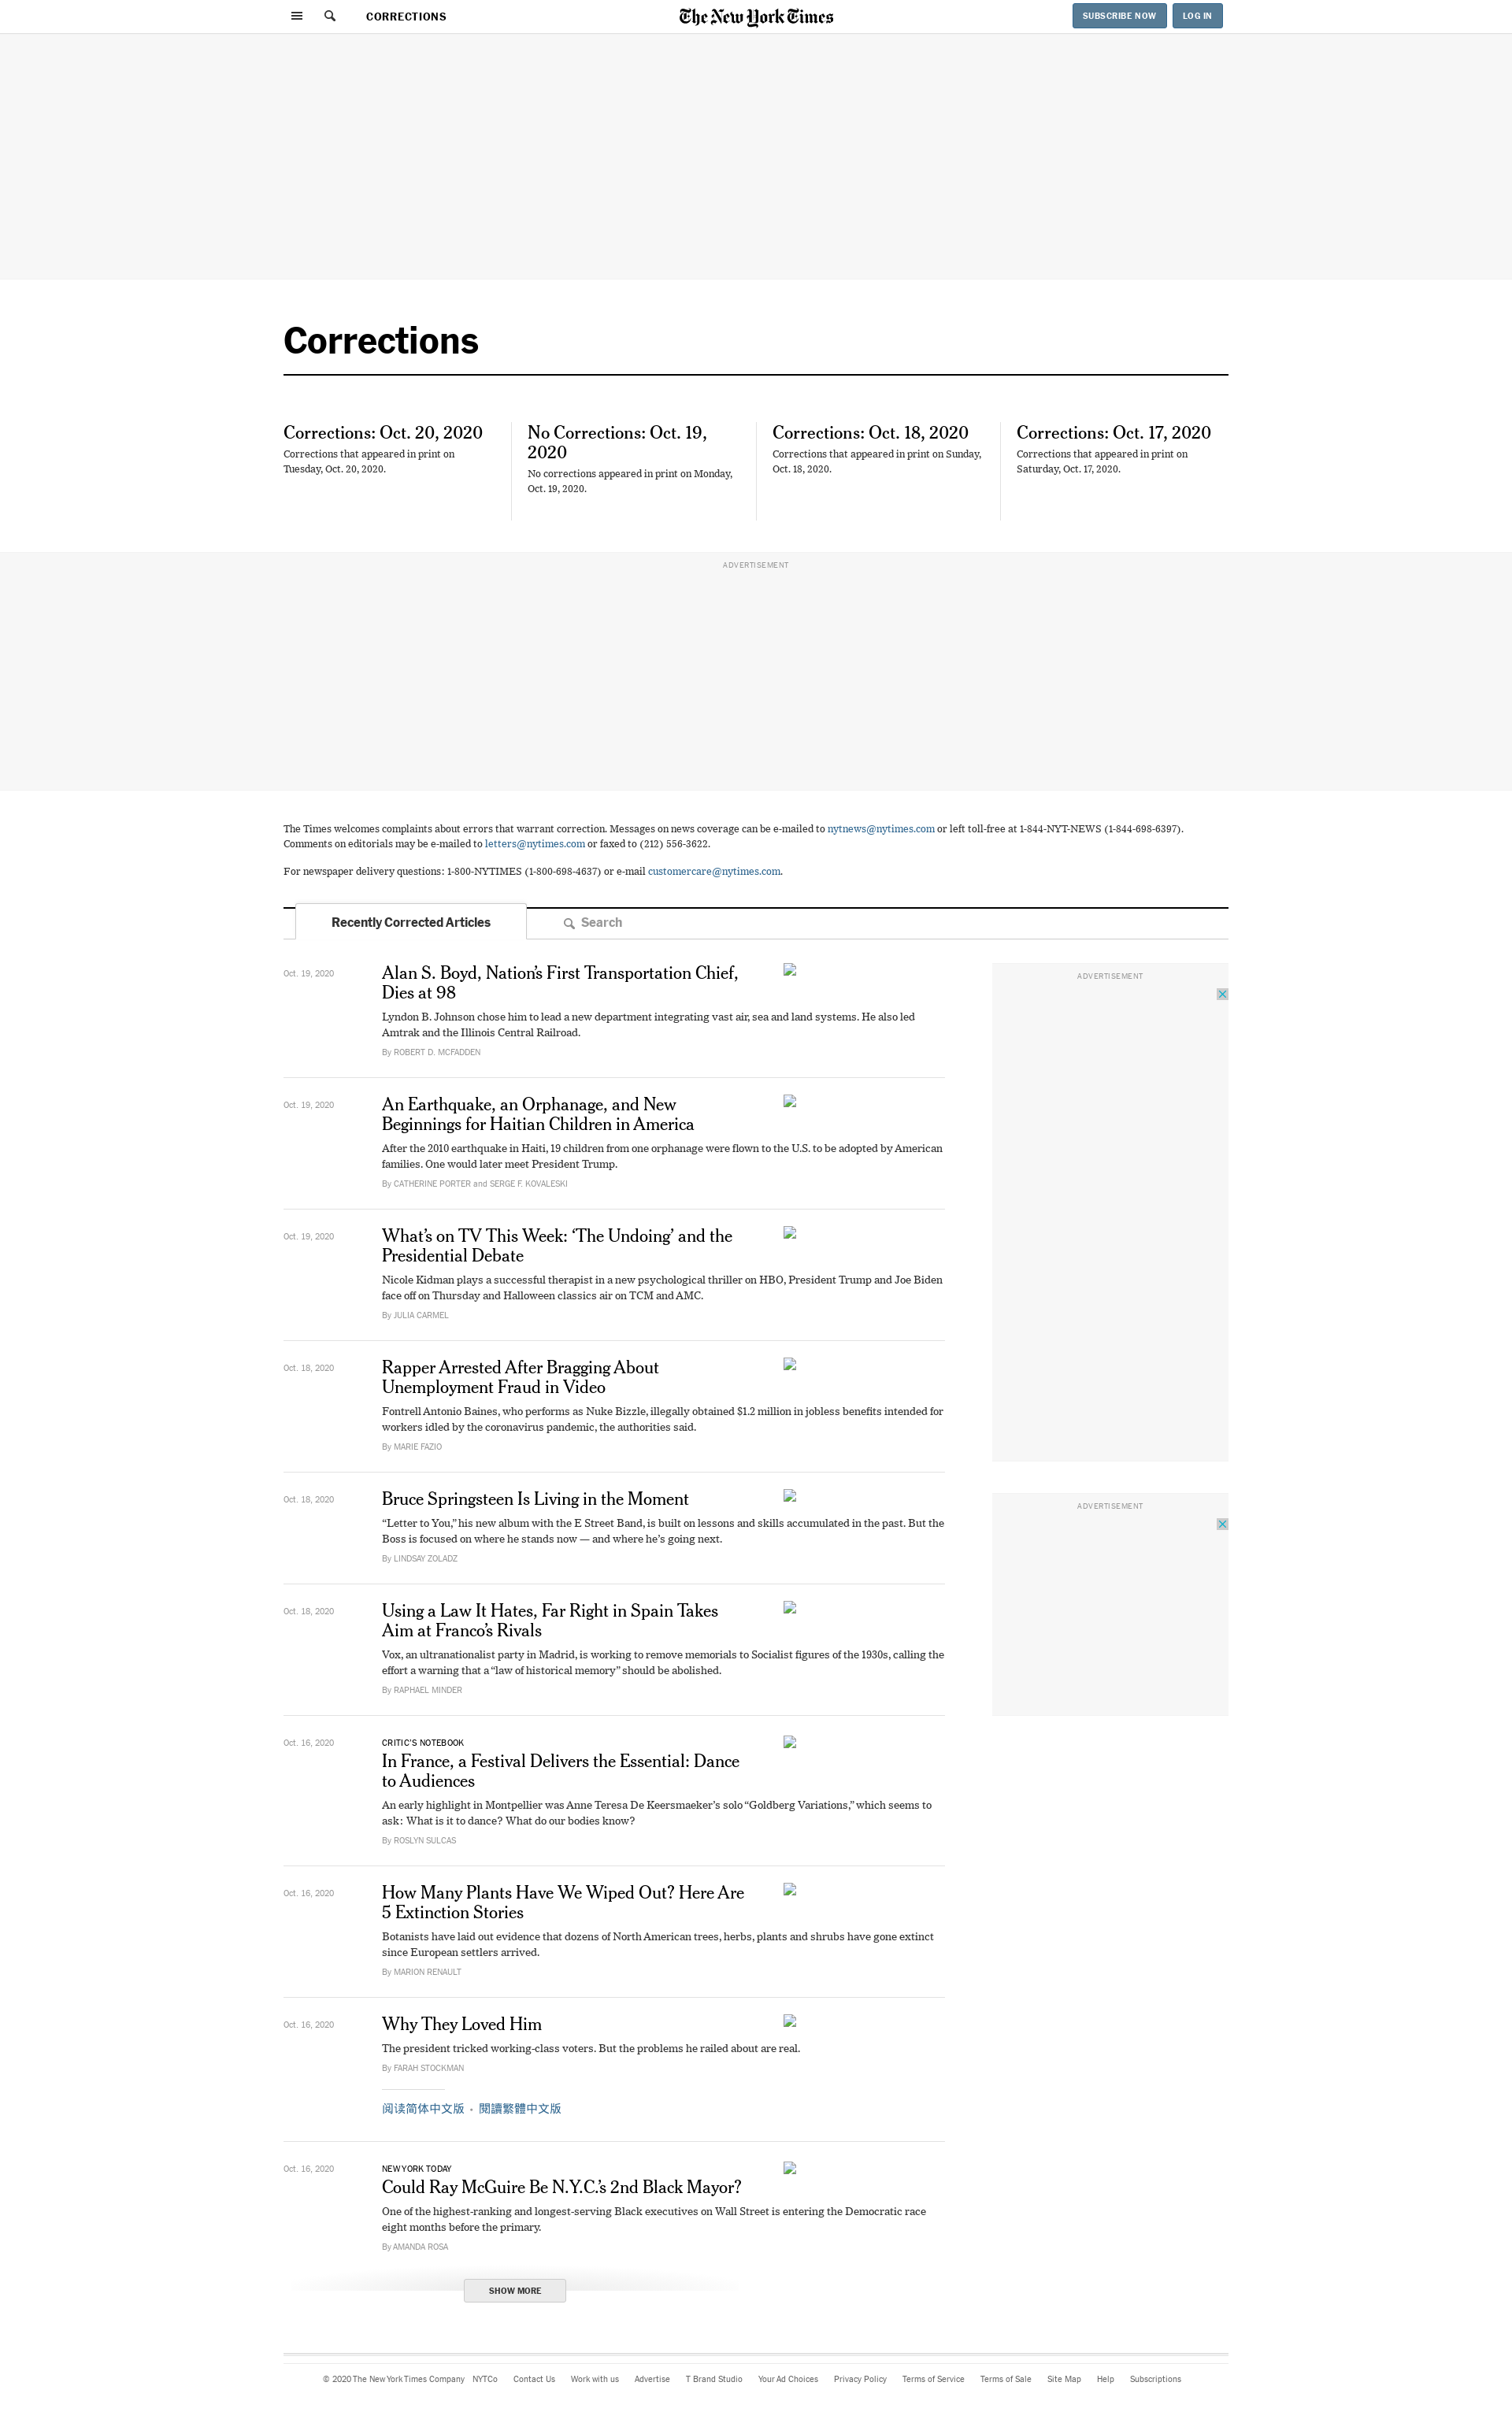 CORRECTIONS
The New York Times
SUBSCRIBE NOW
LOG IN
Corrections
Corrections: Oct. 20, 2020
Corrections that appeared in print on
Tuesday, Oct. 20, 2020.
No Corrections: Oct. 19,
2020
No corrections appeared in print on Monday,
Oct. 19, 2020.
Corrections: Oct. 18, 2020
Corrections that appeared in print on Sunday,
Oct. 18, 2020.
Corrections: Oct. 17, 2020
Corrections that appeared in print on
Saturday, Oct. 17, 2020.
ADVERTISEMENT
The Times welcomes complaints about errors that warrant correction. Messages on news coverage can be e-mailed to nytnews@nytimes.com or left toll-free at 1-844-NYT-NEWS (1-844-698-6397).
Comments on editorials may be e-mailed to letters@nytimes.com or faxed to (212) 556-3622.
For newspaper delivery questions: 1-800-NYTIMES (1-800-698-4637) or e-mail customercare@nytimes.com.
Recently Corrected Articles
Search
Oct. 19, 2020
Alan S. Boyd, Nation’s First Transportation Chief,
Dies at 98
Lyndon B. Johnson chose him to lead a new department integrating vast air, sea and land systems. He also led
Amtrak and the Illinois Central Railroad.
By ROBERT D. MCFADDEN
ADVERTISEMENT
Oct. 19, 2020
An Earthquake, an Orphanage, and New
Beginnings for Haitian Children in America
After the 2010 earthquake in Haiti, 19 children from one orphanage were flown to the U.S. to be adopted by American
families. One would later meet President Trump.
By CATHERINE PORTER and SERGE F. KOVALESKI
Oct. 19, 2020
What’s on TV This Week: ‘The Undoing’ and the
Presidential Debate
Nicole Kidman plays a successful therapist in a new psychological thriller on HBO, President Trump and Joe Biden
face off on Thursday and Halloween classics air on TCM and AMC.
By JULIA CARMEL
Oct. 18, 2020
Rapper Arrested After Bragging About
Unemployment Fraud in Video
Fontrell Antonio Baines, who performs as Nuke Bizzle, illegally obtained $1.2 million in jobless benefits intended for
workers idled by the coronavirus pandemic, the authorities said.
By MARIE FAZIO
Oct. 18, 2020
Bruce Springsteen Is Living in the Moment
“Letter to You,” his new album with the E Street Band, is built on lessons and skills accumulated in the past. But the
Boss is focused on where he stands now — and where he’s going next.
By LINDSAY ZOLADZ
ADVERTISEMENT
Oct. 18, 2020
Using a Law It Hates, Far Right in Spain Takes
Aim at Franco’s Rivals
Vox, an ultranationalist party in Madrid, is working to remove memorials to Socialist figures of the 1930s, calling the
effort a warning that a “law of historical memory” should be abolished.
By RAPHAEL MINDER
Oct. 16, 2020
CRITIC’S NOTEBOOK
In France, a Festival Delivers the Essential: Dance
to Audiences
An early highlight in Montpellier was Anne Teresa De Keersmaeker’s solo “Goldberg Variations,” which seems to
ask: What is it to dance? What do our bodies know?
By ROSLYN SULCAS
Oct. 16, 2020
How Many Plants Have We Wiped Out? Here Are
5 Extinction Stories
Botanists have laid out evidence that dozens of North American trees, herbs, plants and shrubs have gone extinct
since European settlers arrived.
By MARION RENAULT
Oct. 16, 2020
Why They Loved Him
The president tricked working-class voters. But the problems he railed about are real.
By FARAH STOCKMAN
阅读简体中文版 • 閱讀繁體中文版
Oct. 16, 2020
NEW YORK TODAY
Could Ray McGuire Be N.Y.C.’s 2nd Black Mayor?
One of the highest-ranking and longest-serving Black executives on Wall Street is entering the Democratic race
eight months before the primary.
By AMANDA ROSA
SHOW MORE
© 2020 The New York Times Company NYTCo Contact Us Work with us Advertise T Brand Studio Your Ad Choices Privacy Policy Terms of Service Terms of Sale Site Map Help Subscriptions